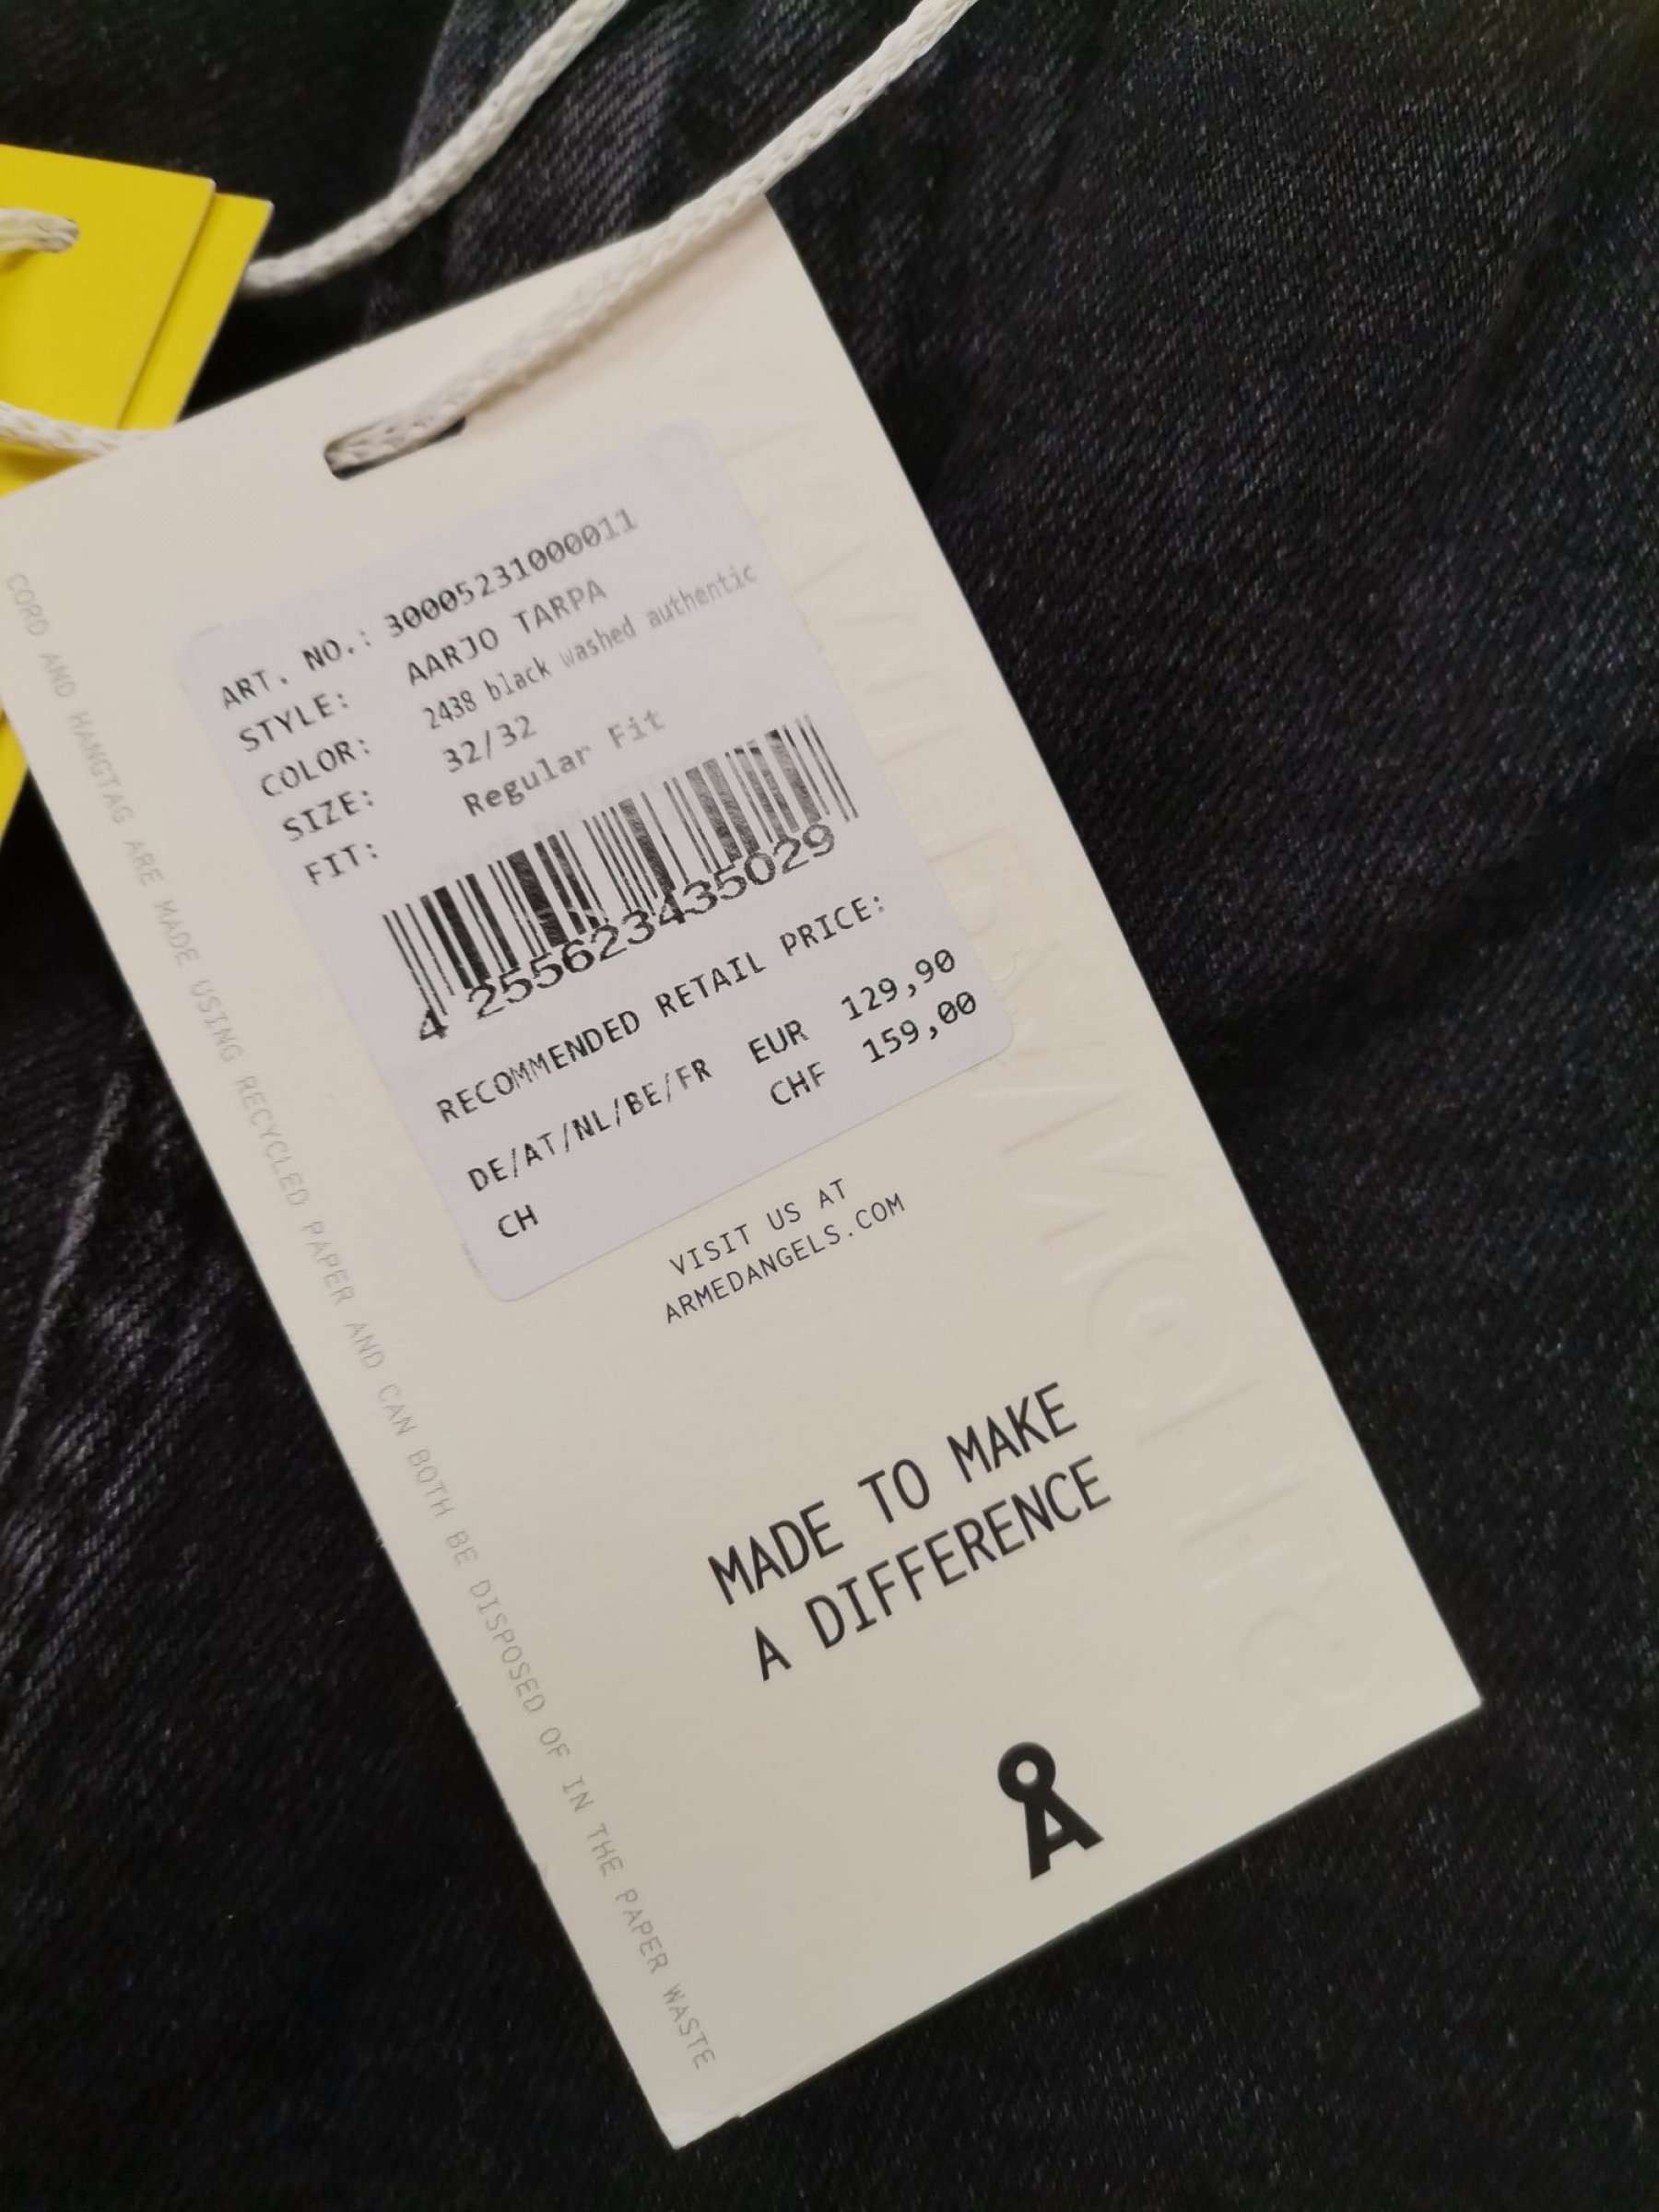 ART. NO.: 30005231000011
STYLE: AARJO TARPA
COLOR: 2438 black washed authentic
SIZE: 32/32
FIT: Regular Fit
4 255623435029
RECOMMENDED RETAIL PRICE:
DE/AT/NL/BE/FR EUR 129,90
CH CHF 159,00
VISIT US AT
ARMEDANGELS.COM
MADE TO MAKE
A DIFFERENCE
CORD AND HANGTAG ARE MADE USING RECYCLED PAPER AND CAN BOTH BE DISPOSED OF IN THE PAPER WASTE